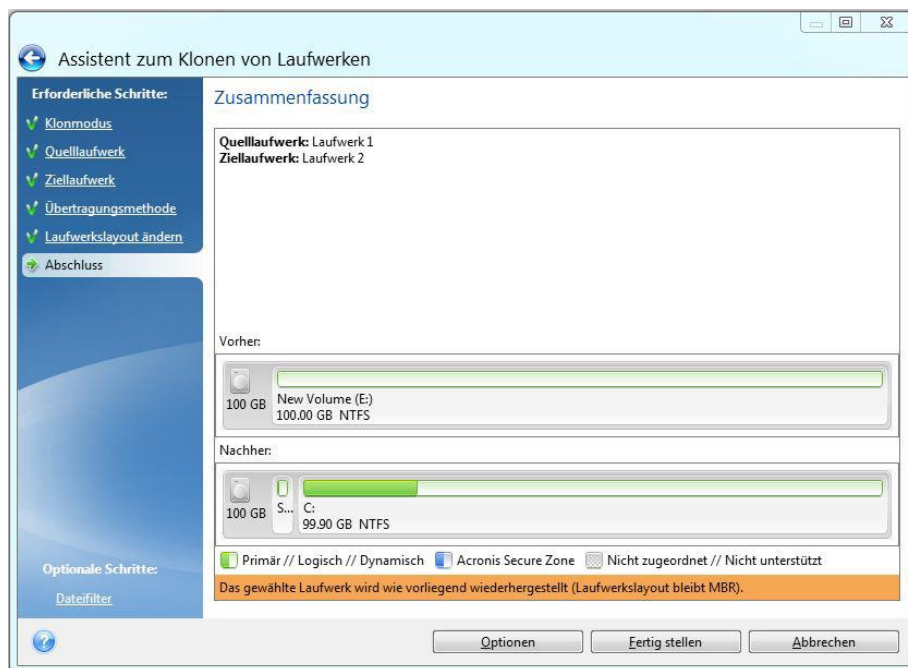 Assistent zum Klonen von Laufwerken
Erforderliche Schritte:
Klonmodus
Quelllaufwerk
Ziellaufwerk
Übertragungsmethode
Laufwerkslayout ändern
Abschluss
Optionale Schritte:
Dateifilter
Zusammenfassung
Quelllaufwerk: Laufwerk 1
Ziellaufwerk: Laufwerk 2
Vorher:
100 GB
New Volume (E:)
100.00 GB NTFS
Nachher:
100 GB
S...
C:
99.90 GB NTFS
Primär // Logisch // Dynamisch
Acronis Secure Zone
Nicht zugeordnet // Nicht unterstützt
Das gewählte Laufwerk wird wie vorliegend wiederhergestellt (Laufwerkslayout bleibt MBR).
?
Optionen
Fertig stellen
Abbrechen